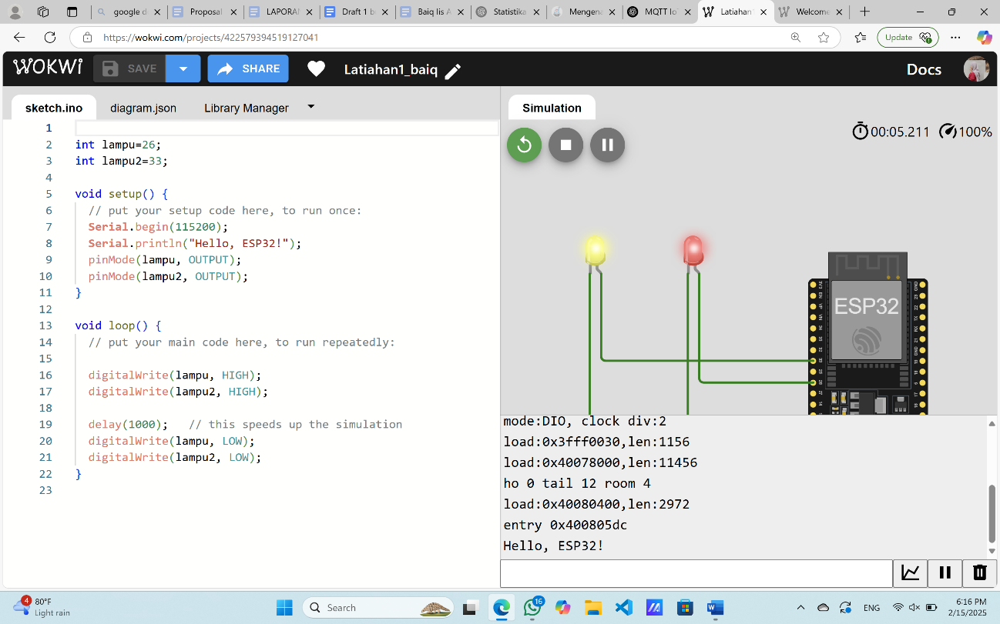 google d
Proposal
LAPORAN
Draft 1 b
Baiq Iis A
Statistika
Mengena
MQTT Io
Latiahan1
Welcome
https://wokwi.com/projects/422579394519127041
Update
WOKWI
SAVE
SHARE
Latiahan1_baiq
Docs
sketch.ino
diagram.json
Library Manager
Simulation
1
2 int lampu=26;
3 int lampu2=33;
4
5 void setup() {
6 // put your setup code here, to run once:
7 Serial.begin(115200);
8 Serial.println("Hello, ESP32!");
9 pinMode(lampu, OUTPUT);
10 pinMode(lampu2, OUTPUT);
11 }
12
13 void loop() {
14 // put your main code here, to run repeatedly:
15
16 digitalWrite(lampu, HIGH);
17 digitalWrite(lampu2, HIGH);
18
19 delay(1000); // this speeds up the simulation
20 digitalWrite(lampu, LOW);
21 digitalWrite(lampu2, LOW);
22 }
23
00:05.211
100%
ESP32
mode:DIO, clock div:2
load:0x3fff0030,len:1156
load:0x40078000,len:11456
ho 0 tail 12 room 4
load:0x40080400,len:2972
entry 0x400805dc
Hello, ESP32!
4
80°F
Light rain
Search
16
ENG
6:16 PM
2/15/2025